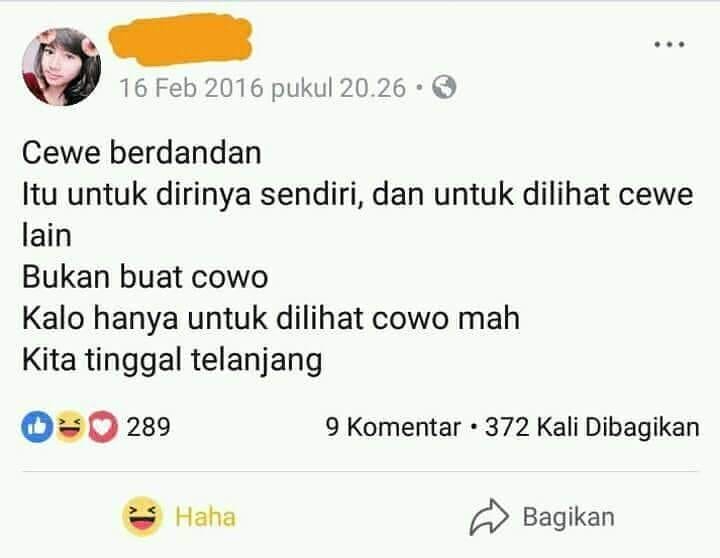 16 Feb 2016 pukul 20.26 •
Cewe berdandan
Itu untuk dirinya sendiri, dan untuk dilihat cewe
lain
Bukan buat cowo
Kalo hanya untuk dilihat cowo mah
Kita tinggal telanjang
289 9 Komentar • 372 Kali Dibagikan
Haha Bagikan